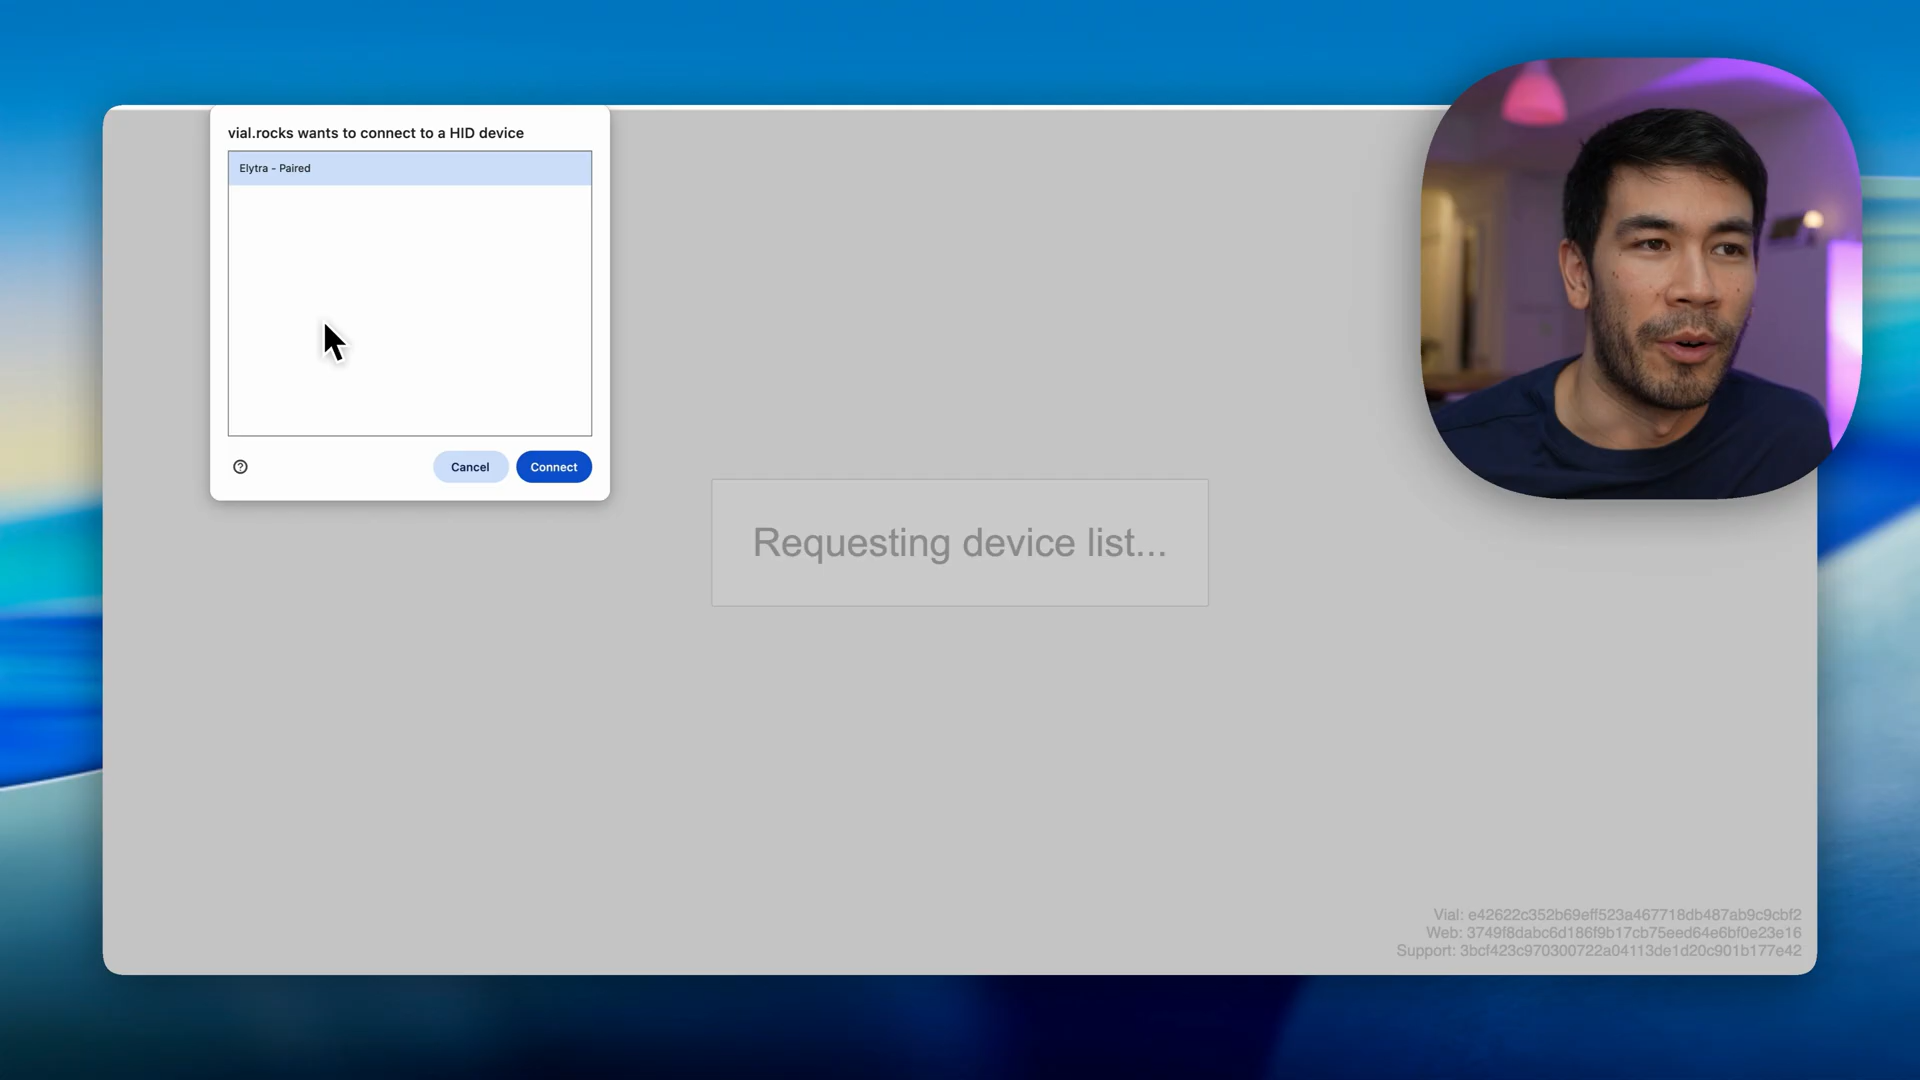 vial.rocks wants to connect to a HID device
Elytra - Paired
Cancel
Connect
Requesting device list...
Vial: e42622c352b69eff523a467718db487ab9c9cbf2
Web: 3749f8dabc6d186f9b17cb75eed64e6bf0e23e16
Support: 3bcf423c970300722a04113de1d20c901b177e42